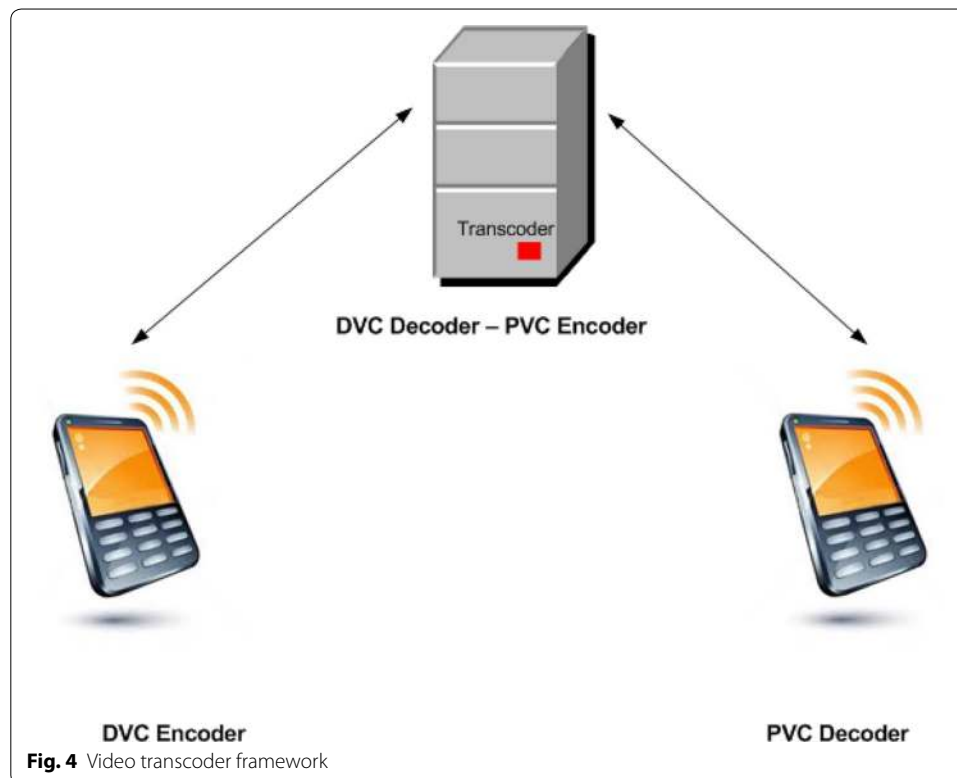 Transcoder
DVC Decoder – PVC Encoder
DVC Encoder
PVC Decoder
Fig. 4 Video transcoder framework